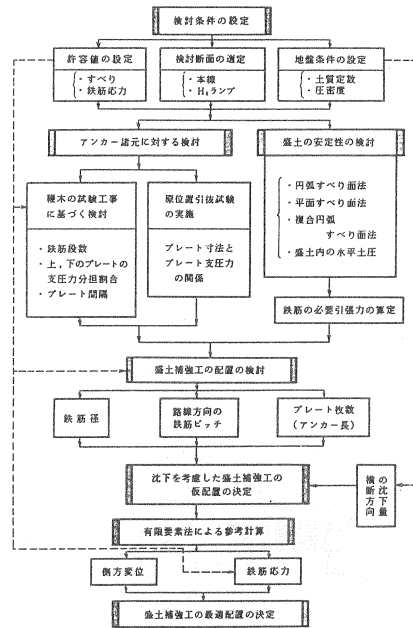 検討条件の設定
許容値の設定
・すべり
・鉄筋応力
検討断面の選定
・本線
・H₁ランプ
地盤条件の設定
・土質定数
・圧密度
アンカー諸元に対する検討
盛土の安定性の検討
の試験工事
に基づく検討
・鉄筋段数
・上,下のプレートの
支圧力分担割合
・プレート間隔
原位置引抜試験
の実施
プレート寸法と
プレート支圧力
の関係
・円弧すべり面法
・平面すべり面法
・複合円弧
すべり面法
・盛土内の水平土圧
鉄筋の必要引張力の算定
盛土補強工の配置の検討
鉄筋径
路線方向の
鉄筋ピッチ
プレート枚数
(アンカー長)
沈下を考慮した盛土補強工の
仮配置の決定
横断方向
の沈下量
有限要素法による参考計算
側方変位
鉄筋応力
盛土補強工の最適配置の決定